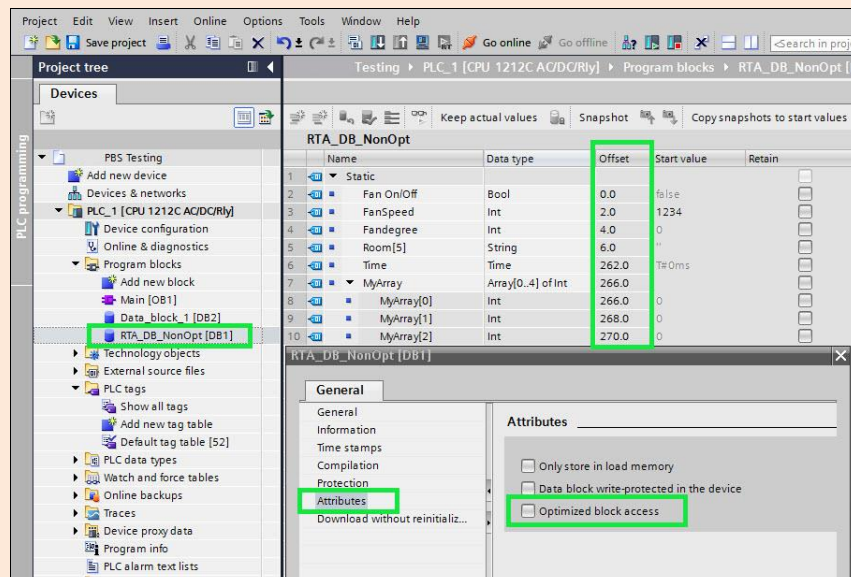 Project Edit View Insert Online Options Tools Window Help
Save project Go online Go offline <Search in proj
Project tree
Testing ▸ PLC_1 [CPU 1212C AC/DC/Rly] ▸ Program blocks ▸ RTA_DB_NonOpt [
Devices
Keep actual values Snapshot Copy snapshots to start values
PLC programming
PBS Testing
Add new device
Devices & networks
PLC_1 [CPU 1212C AC/DC/Rly]
Device configuration
Online & diagnostics
Program blocks
Add new block
Main [OB1]
Data_block_1 [DB2]
RTA_DB_NonOpt [DB1]
Technology objects
External source files
PLC tags
Show all tags
Add new tag table
Default tag table [52]
PLC data types
Watch and force tables
Online backups
Traces
Device proxy data
Program info
PLC alarm text lists
RTA_DB_NonOpt
Name Data type Offset Start value Retain
1 Static
2 Fan On/Off Bool 0.0 false
3 FanSpeed Int 2.0 1234
4 Fandegree Int 4.0 0
5 Room[5] String 6.0 ''
6 Time Time 262.0 T#0ms
7 MyArray Array[0..4] of Int 266.0
8 MyArray[0] Int 266.0 0
9 MyArray[1] Int 268.0 0
10 MyArray[2] Int 270.0 0
RTA_DB_NonOpt [DB1]
General
General
Information
Time stamps
Compilation
Protection
Attributes
Download without reinitializ...
Attributes
Only store in load memory
Data block write-protected in the device
Optimized block access